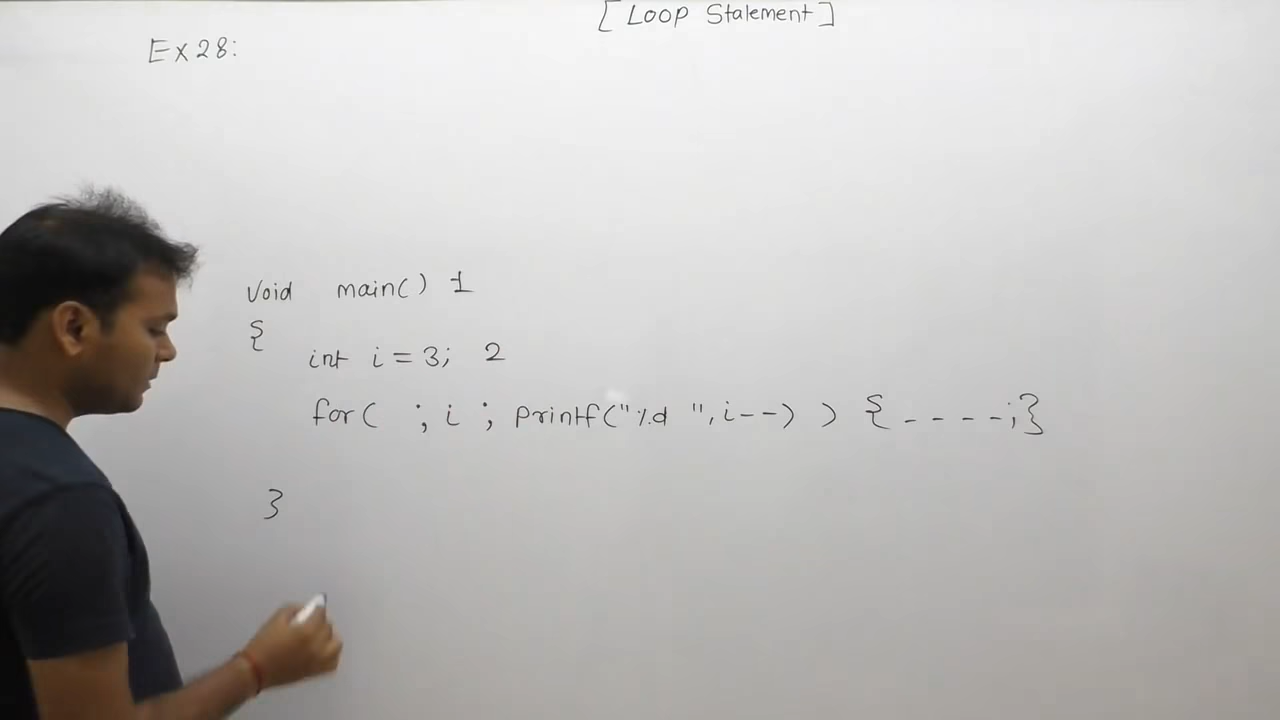 [ Loop Statement ]
Ex 28:
void main() 1
{
int i = 3; 2
for( ; i ; printf("%d ", i--) ) { - - - - ; }
}